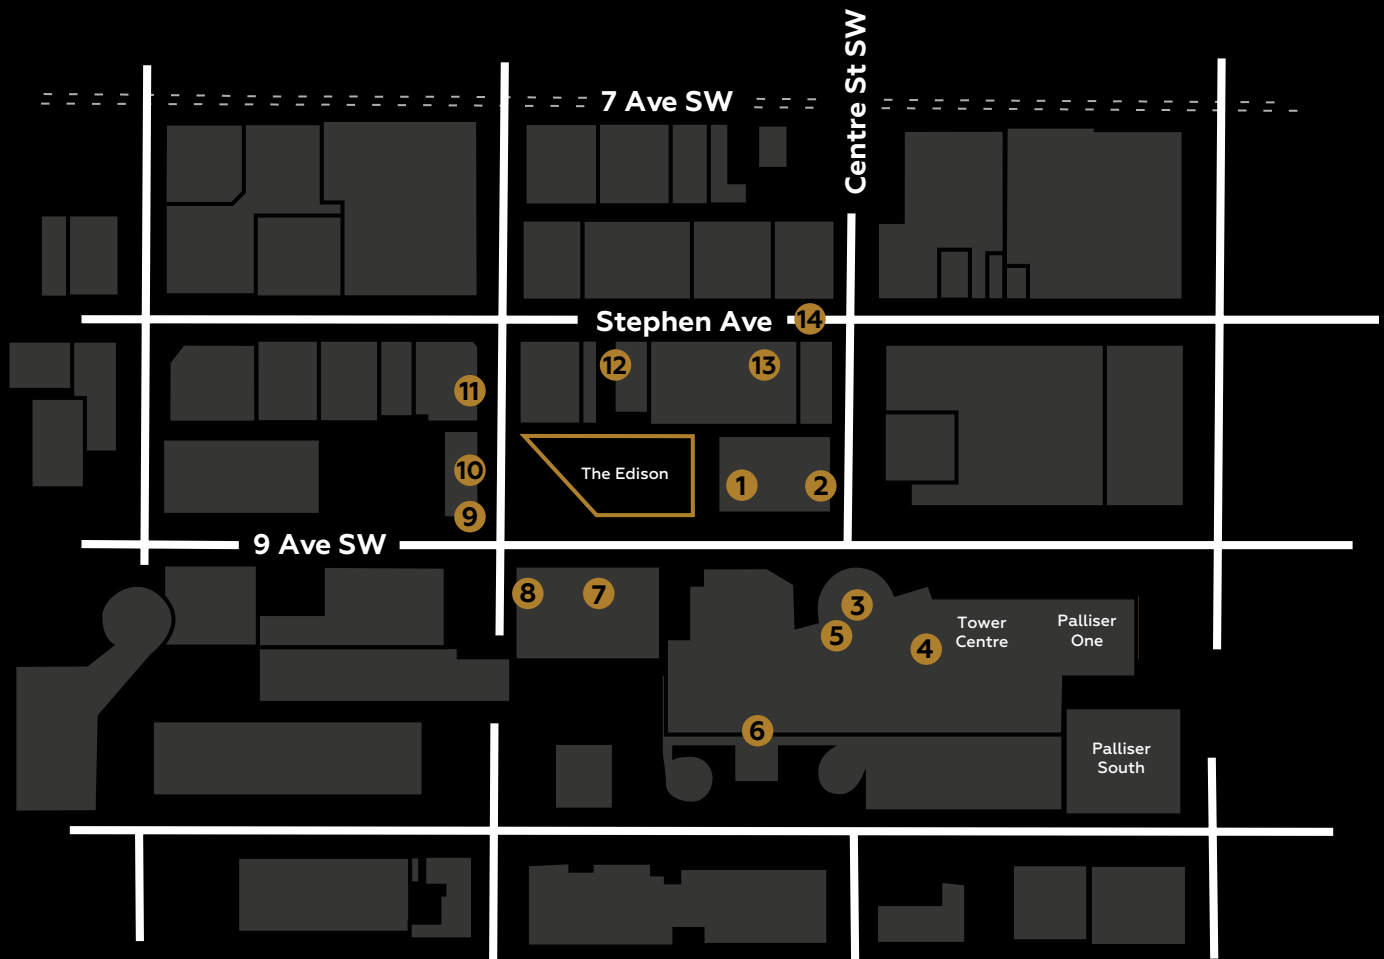 Centre St SW
7 Ave SW
Stephen Ave
14
12
13
11
The Edison
10
1
2
9
9 Ave SW
8
7
3
5
4
Tower
Centre
Palliser
One
6
Palliser
South